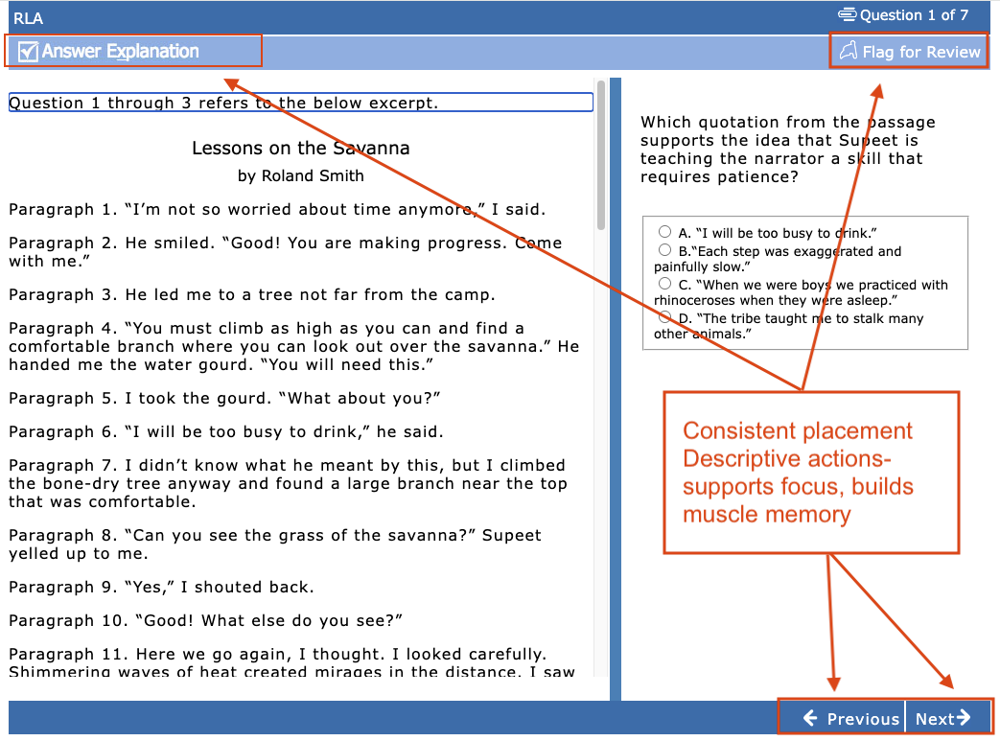 RLA
Question 1 of 7
Answer Explanation
Flag for Review
Question 1 through 3 refers to the below excerpt.
Lessons on the Savanna
by Roland Smith
Paragraph 1. “I’m not so worried about time anymore,” I said.
Paragraph 2. He smiled. “Good! You are making progress. Come
with me.”
Paragraph 3. He led me to a tree not far from the camp.
Paragraph 4. “You must climb as high as you can and find a
comfortable branch where you can look out over the savanna.” He
handed me the water gourd. “You will need this.”
Paragraph 5. I took the gourd. “What about you?”
Paragraph 6. “I will be too busy to drink,” he said.
Paragraph 7. I didn’t know what he meant by this, but I climbed
the bone-dry tree anyway and found a large branch near the top
that was comfortable.
Paragraph 8. “Can you see the grass of the savanna?” Supeet
yelled up to me.
Paragraph 9. “Yes,” I shouted back.
Paragraph 10. “Good! What else do you see?”
Paragraph 11. Here we go again, I thought. I looked carefully.
Shimmering waves of heat created mirages in the distance. I saw
Which quotation from the passage
supports the idea that Supeet is
teaching the narrator a skill that
requires patience?
A. “I will be too busy to drink.”
B.“Each step was exaggerated and
painfully slow.”
C. “When we were boys we practiced with
rhinoceroses when they were asleep.”
D. “The tribe taught me to stalk many
other animals.”
Consistent placement
Descriptive actions-
supports focus, builds
muscle memory
Previous
Next